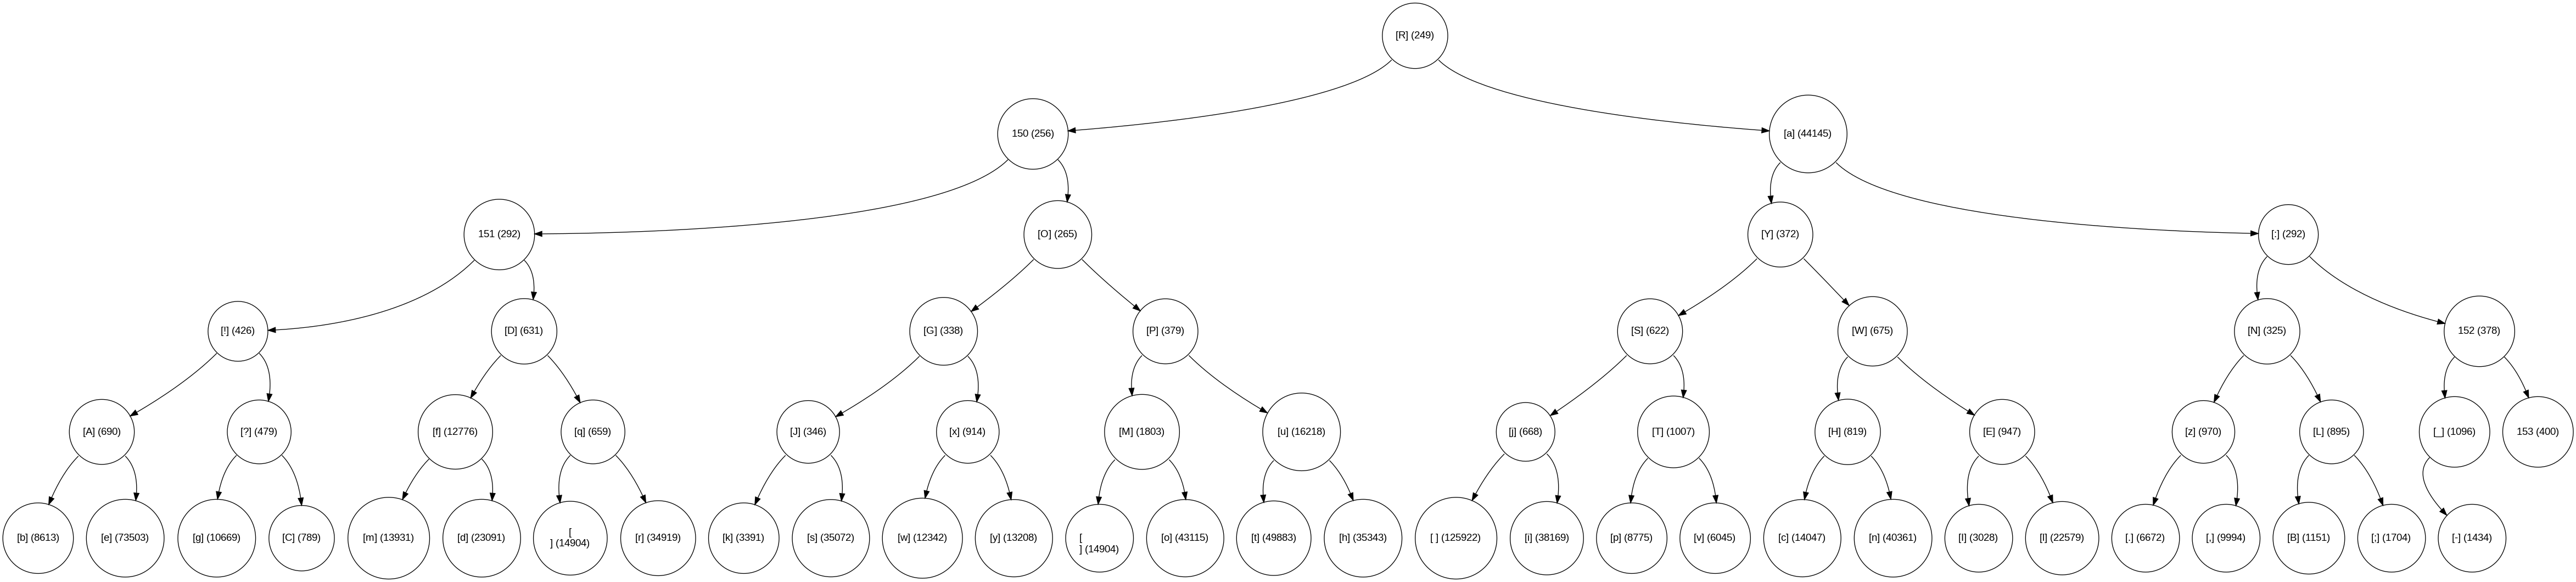 [R] (249)
150 (256)
[a] (44145)
151 (292)
[O] (265)
[Y] (372)
[:] (292)
[!] (426)
[D] (631)
[G] (338)
[P] (379)
[S] (622)
[W] (675)
[N] (325)
152 (378)
[A] (690)
[?] (479)
[f] (12776)
[q] (659)
[J] (346)
[x] (914)
[M] (1803)
[u] (16218)
[j] (668)
[T] (1007)
[H] (819)
[E] (947)
[z] (970)
[L] (895)
[_] (1096)
153 (400)
[b] (8613)
[e] (73503)
[g] (10669)
[C] (789)
[m] (13931)
[d] (23091)
[
] (14904)
[r] (34919)
[k] (3391)
[s] (35072)
[w] (12342)
[y] (13208)
[
] (14904)
[o] (43115)
[t] (49883)
[h] (35343)
[ ] (125922)
[i] (38169)
[p] (8775)
[v] (6045)
[c] (14047)
[n] (40361)
[I] (3028)
[l] (22579)
[.] (6672)
[,] (9994)
[B] (1151)
[;] (1704)
[-] (1434)